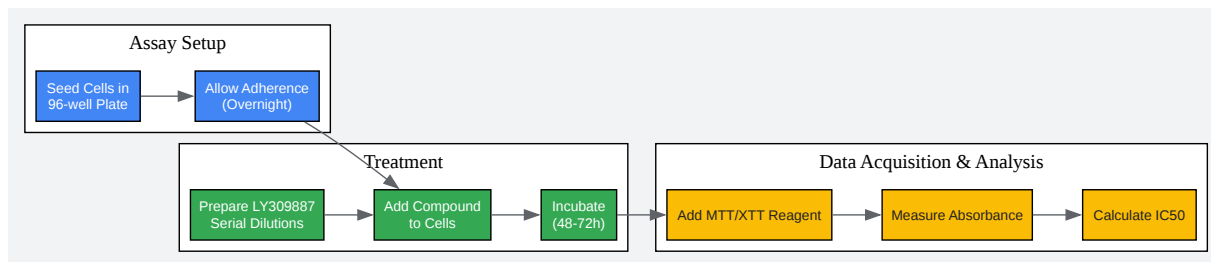 Assay Setup
Seed Cells in
96-well Plate
Allow Adherence
(Overnight)
Treatment
Prepare LY309887
Serial Dilutions
Add Compound
to Cells
Incubate
(48-72h)
Data Acquisition & Analysis
Add MTT/XTT Reagent
Measure Absorbance
Calculate IC50